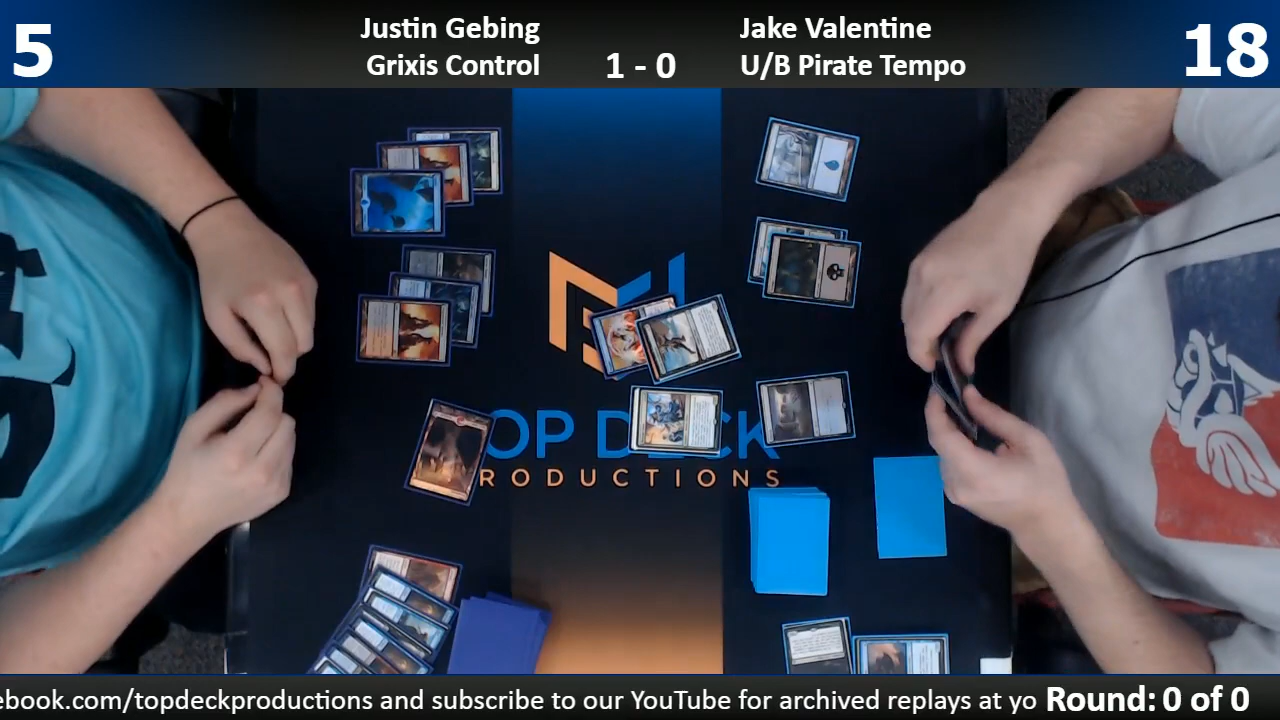 5
Justin Gebing
Grixis Control
1 - 0
Jake Valentine
U/B Pirate Tempo
18
OP DECK
RODUCTIONS
ebook.com/topdeckproductions and subscribe to our YouTube for archived replays at yo
Round: 0 of 0